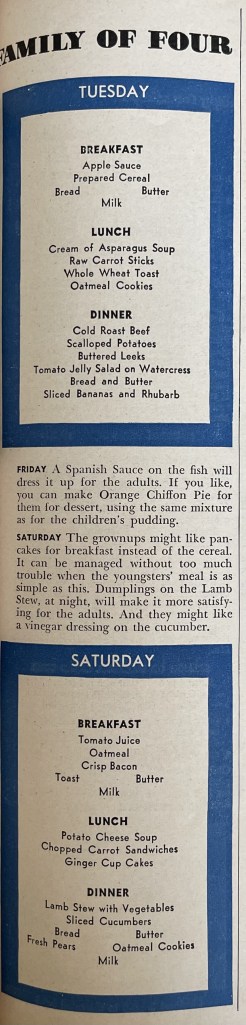 FAMILY OF FOUR
TUESDAY
BREAKFAST
Apple Sauce
Prepared Cereal
Bread Butter
Milk
LUNCH
Cream of Asparagus Soup
Raw Carrot Sticks
Whole Wheat Toast
Oatmeal Cookies
DINNER
Cold Roast Beef
Scalloped Potatoes
Buttered Leeks
Tomato Jelly Salad on Watercress
Bread and Butter
Sliced Bananas and Rhubarb
FRIDAY A Spanish Sauce on the fish will
dress it up for the adults. If you like,
you can make Orange Chiffon Pie for
them for dessert, using the same mixture
as for the children's pudding.
SATURDAY The grownups might like pan-
cakes for breakfast instead of the cereal.
It can be managed without too much
trouble when the youngsters' meal is as
simple as this. Dumplings on the Lamb
Stew, at night, will make it more satisfy-
ing for the adults. And they might like
a vinegar dressing on the cucumber.
SATURDAY
BREAKFAST
Tomato Juice
Oatmeal
Crisp Bacon
Toast Butter
Milk
LUNCH
Potato Cheese Soup
Chopped Carrot Sandwiches
Ginger Cup Cakes
DINNER
Lamb Stew with Vegetables
Sliced Cucumbers
Bread Butter
Fresh Pears Oatmeal Cookies
Milk